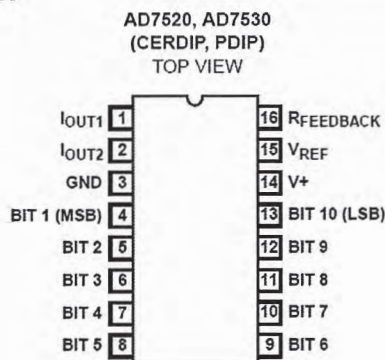 AD7520, AD7530
(CERDIP, PDIP)
TOP VIEW
IOUT1 1 16 RFEEDBACK
IOUT2 2 15 VREF
GND 3 14 V+
BIT 1 (MSB) 4 13 BIT 10 (LSB)
BIT 2 5 12 BIT 9
BIT 3 6 11 BIT 8
BIT 4 7 10 BIT 7
BIT 5 8 9 BIT 6